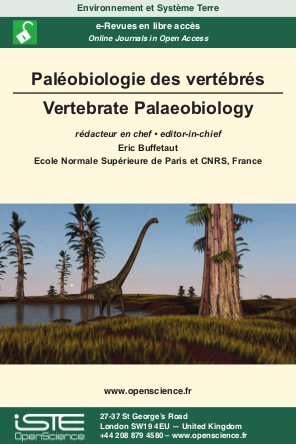 Environnement et Système Terre
e-Revues en libre accès
Online Journals in Open Access
Paléobiologie des vertébrés
Vertebrate Palaeobiology
rédacteur en chef • editor-in-chief
Eric Buffetaut
Ecole Normale Supérieure de Paris et CNRS, France
www.openscience.fr
iSTE
OpenScience
27-37 St George's Road
London SW19 4EU — United Kingdom
+44 208 879 4580 – www.openscience.fr